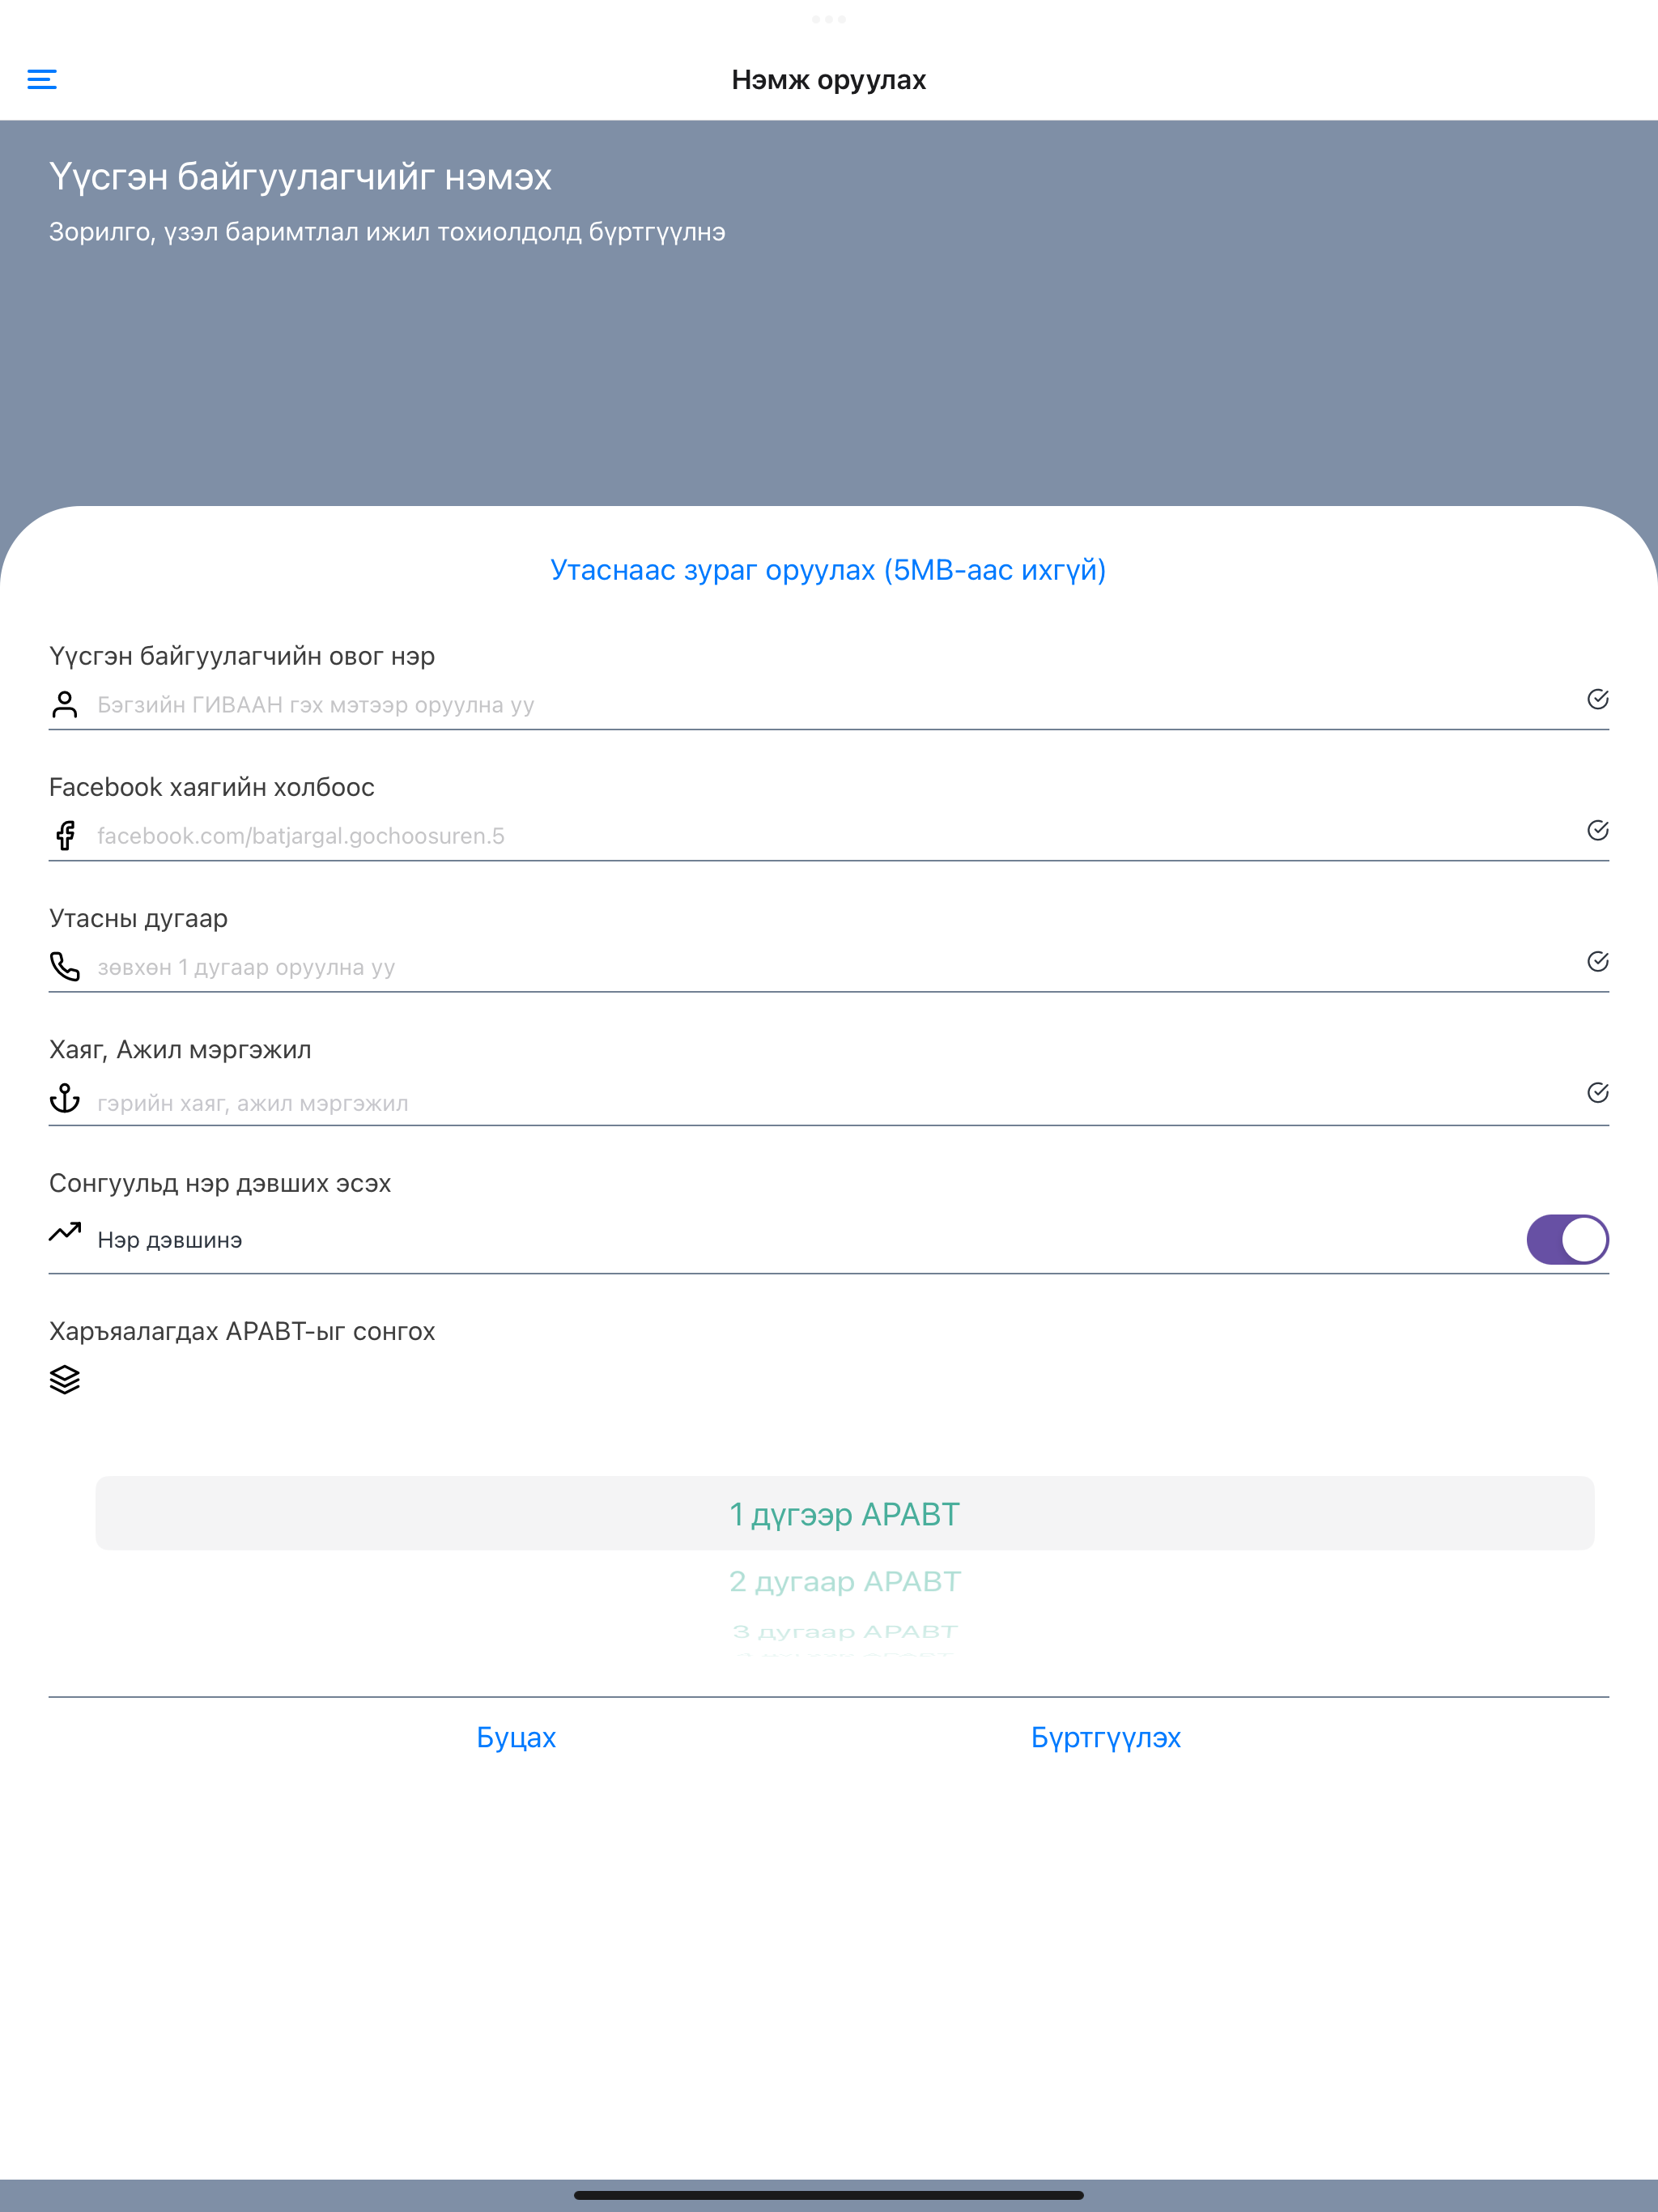 Нэмж оруулах
Үүсгэн байгуулагчийг нэмэх
Зорилго, үзэл баримтлал ижил тохиолдолд бүртгүүлнэ
Утаснаас зураг оруулах (5MB-аас ихгүй)
Үүсгэн байгуулагчийн овог нэр
Бэгзийн ГИВААН гэх мэтээр оруулна уу
Facebook хаягийн холбоос
facebook.com/batjargal.gochoosuren.5
Утасны дугаар
зөвхөн 1 дугаар оруулна уу
Хаяг, Ажил мэргэжил
гэрийн хаяг, ажил мэргэжил
Сонгуульд нэр дэвших эсэх
Нэр дэвшинэ
Харъяалагдах АРАВТ-ыг сонгох
1 дүгээр АРАВТ
2 дугаар АРАВТ
3 дугаар АРАВТ
Буцах Бүртгүүлэх